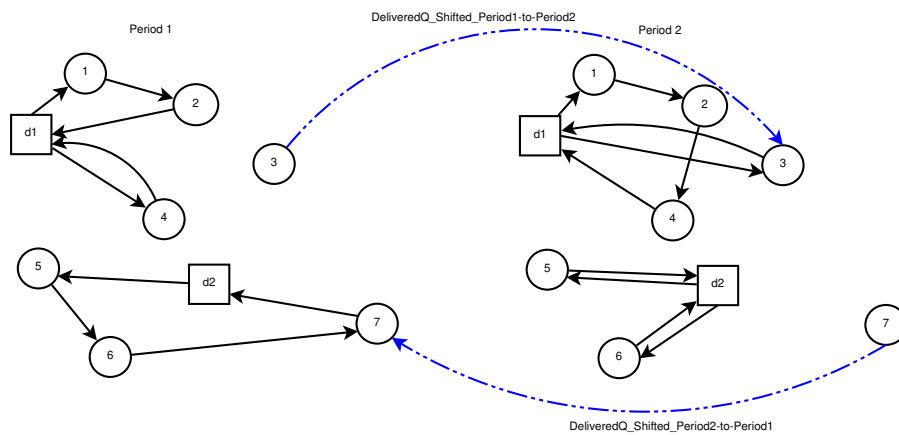 DeliveredQ_Shifted_Period1-to-Period2
Period 1
Period 2
1
2
d1
3
4
1
2
d1
3
4
5
d2
6
7
5
d2
6
7
DeliveredQ_Shifted_Period2-to-Period1